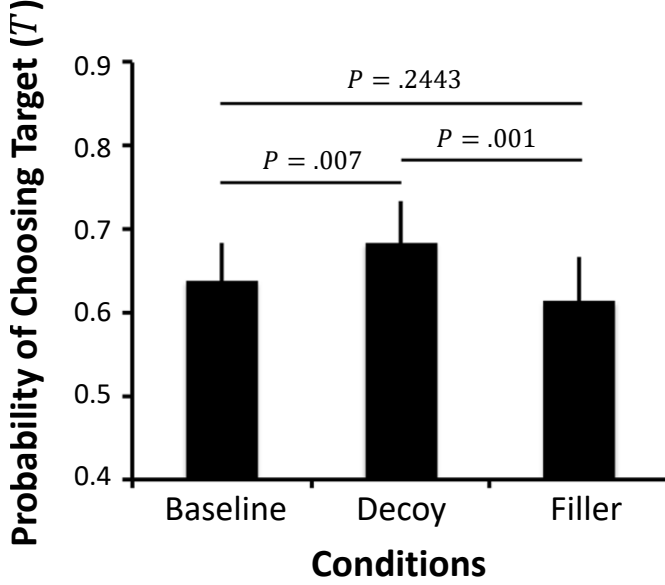 Probability of Choosing Target (T)
0.9
0.8
0.7
0.6
0.5
0.4
P = .2443
P = .001
P = .007
Baseline Decoy Filler
Conditions